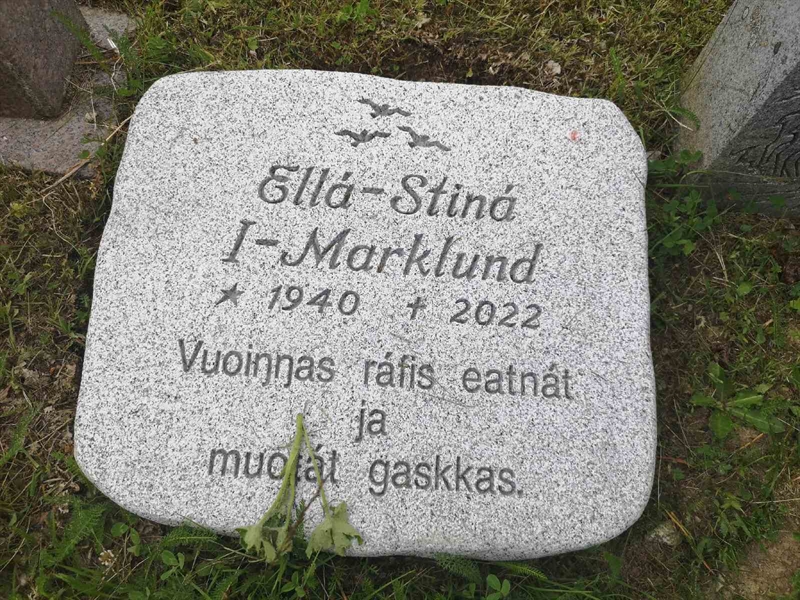 Ellá-Stiná
I-Marklund
★ 1940 ✝ 2022
Vuoiŋŋas ráfis eatnát
ja
gaskkas.